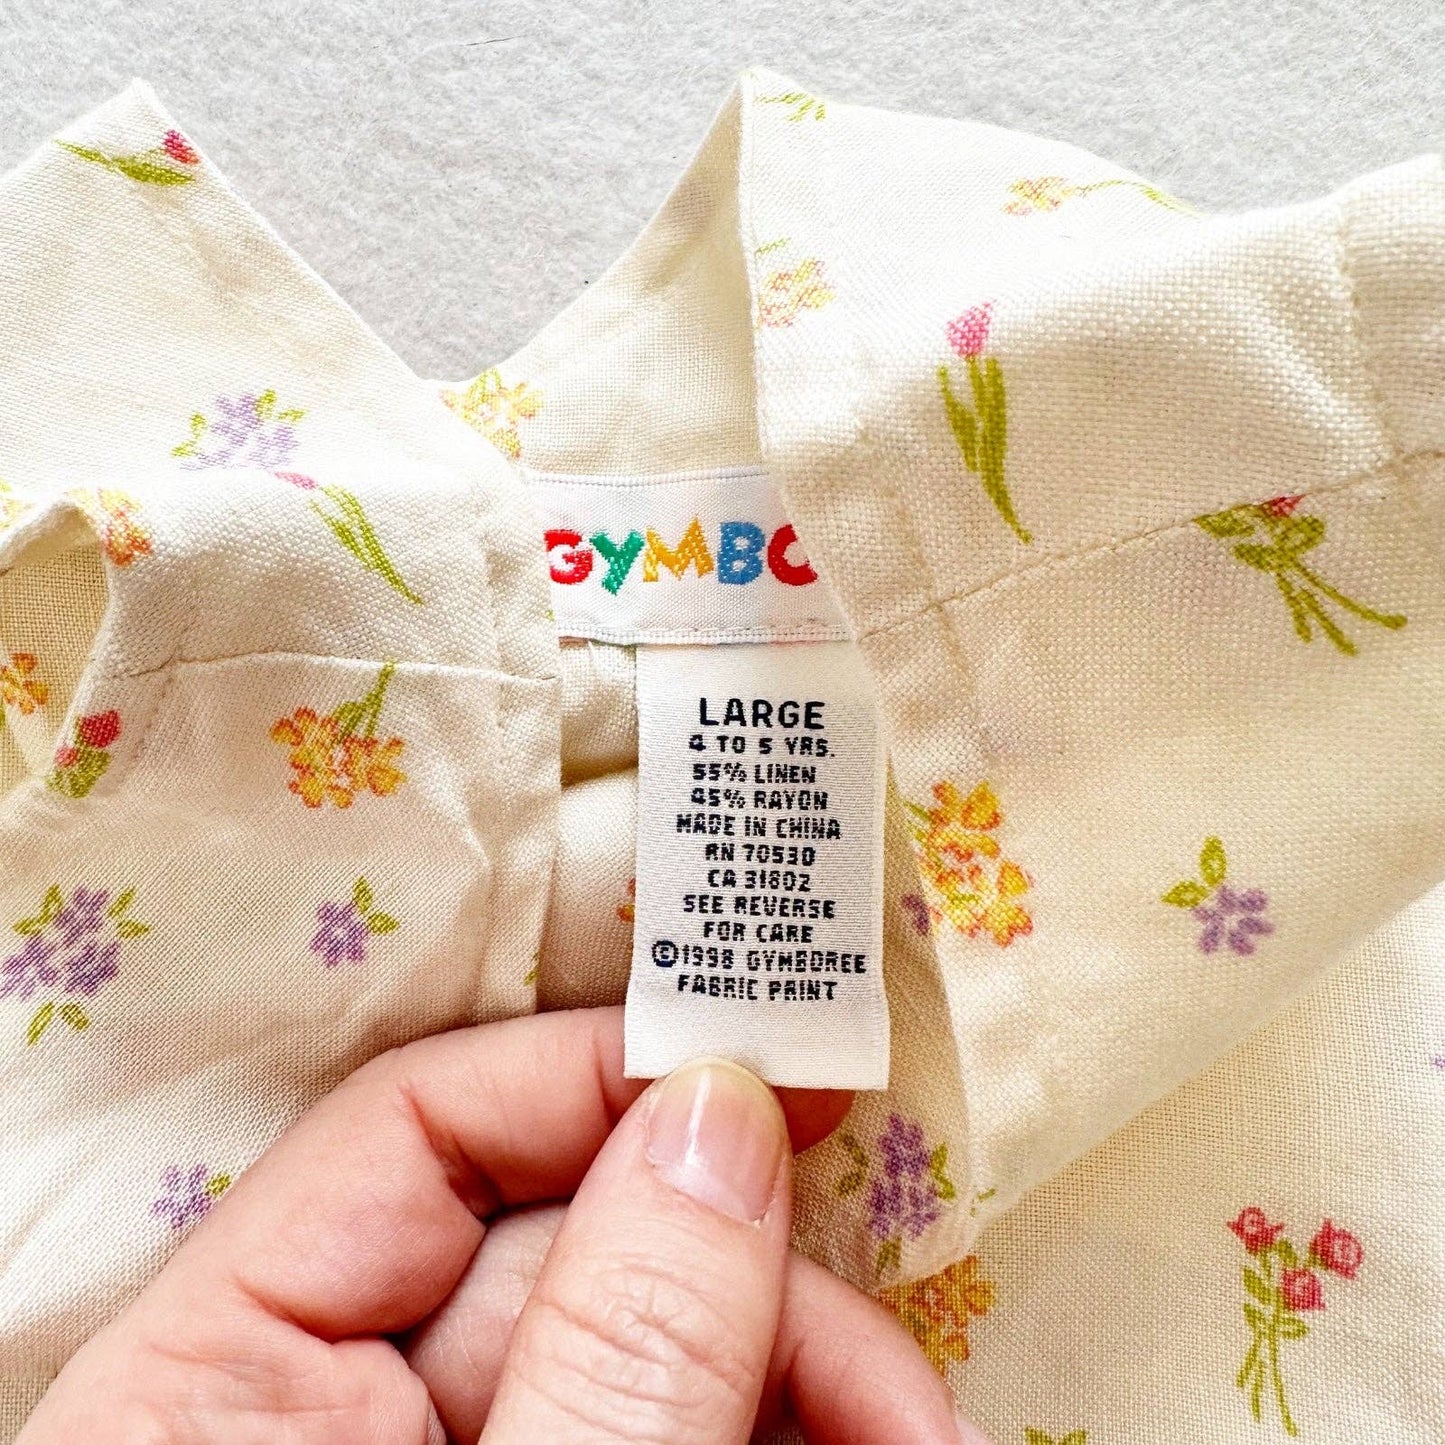 GYMBO
LARGE
4 TO 5 YRS.
55% LINEN
45% RAYON
MADE IN CHINA
RN 70530
CA 31802
SEE REVERSE
FOR CARE
©1998 GYMBOREE
FABRIC PRINT